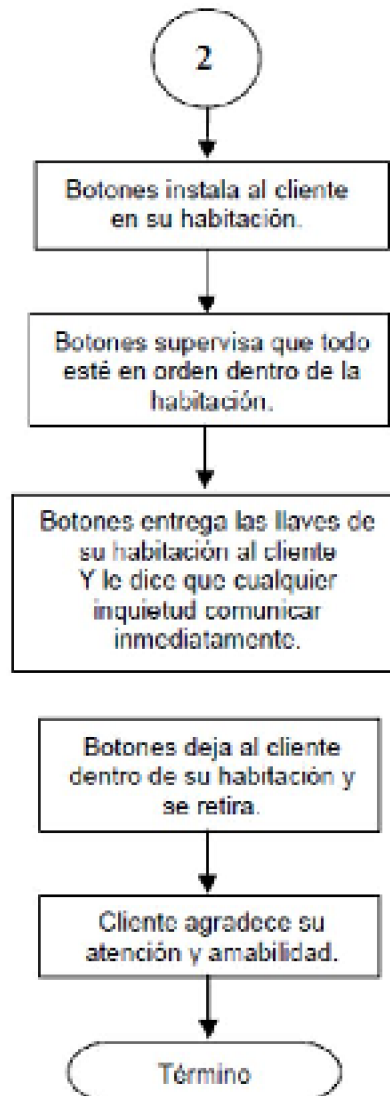 2
Botones instala al cliente
en su habitación.
Botones supervisa que todo
esté en orden dentro de la
habitación.
Botones entrega las llaves de
su habitación al cliente
Y le dice que cualquier
inquietud comunicar
inmediatamente.
Botones deja al cliente
dentro de su habitación y
se retira.
Cliente agradece su
atención y amabilidad.
Término